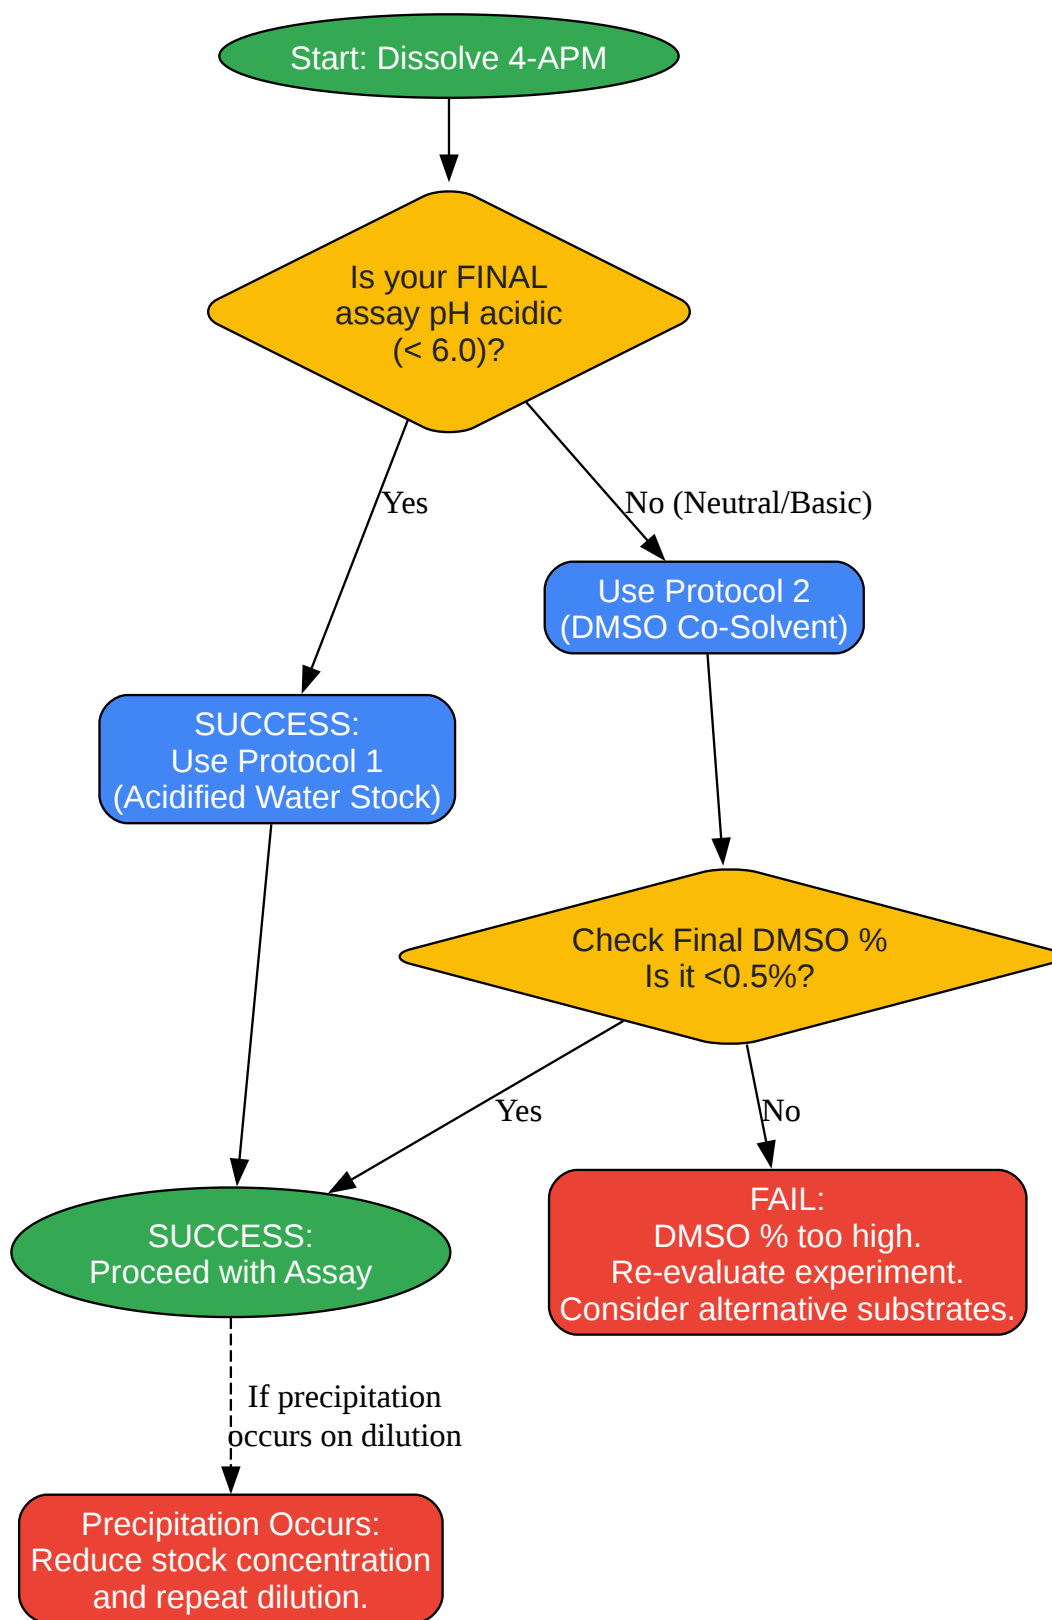 Start: Dissolve 4-APM
Is your FINAL
assay pH acidic
(< 6.0)?
Yes
No (Neutral/Basic)
Use Protocol 2
(DMSO Co-Solvent)
SUCCESS:
Use Protocol 1
(Acidified Water Stock)
Check Final DMSO %
Is it <0.5%?
Yes
No
SUCCESS:
Proceed with Assay
FAIL:
DMSO % too high.
Re-evaluate experiment.
Consider alternative substrates.
If precipitation
occurs on dilution
Precipitation Occurs:
Reduce stock concentration
and repeat dilution.